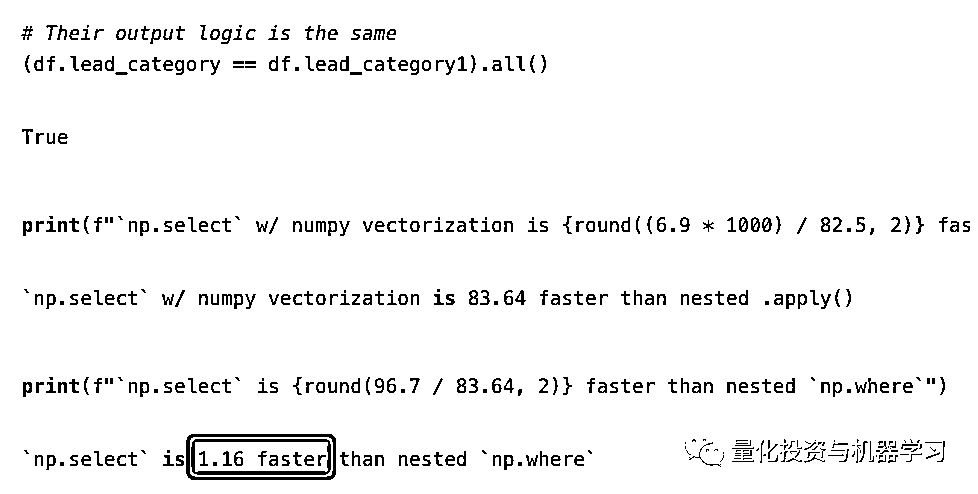 # Their output logic is the same
(df.lead_category == df.lead_category1).all()
True
print(f"`np.select` w/ numpy vectorization is {round((6.9 * 1000) / 82.5, 2)} fas
`np.select` w/ numpy vectorization is 83.64 faster than nested .apply()
print(f"`np.select` is {round(96.7 / 83.64, 2)} faster than nested `np.where`")
`np.select` is 1.16 faster than nested `np.where`
量化投资与机器学习